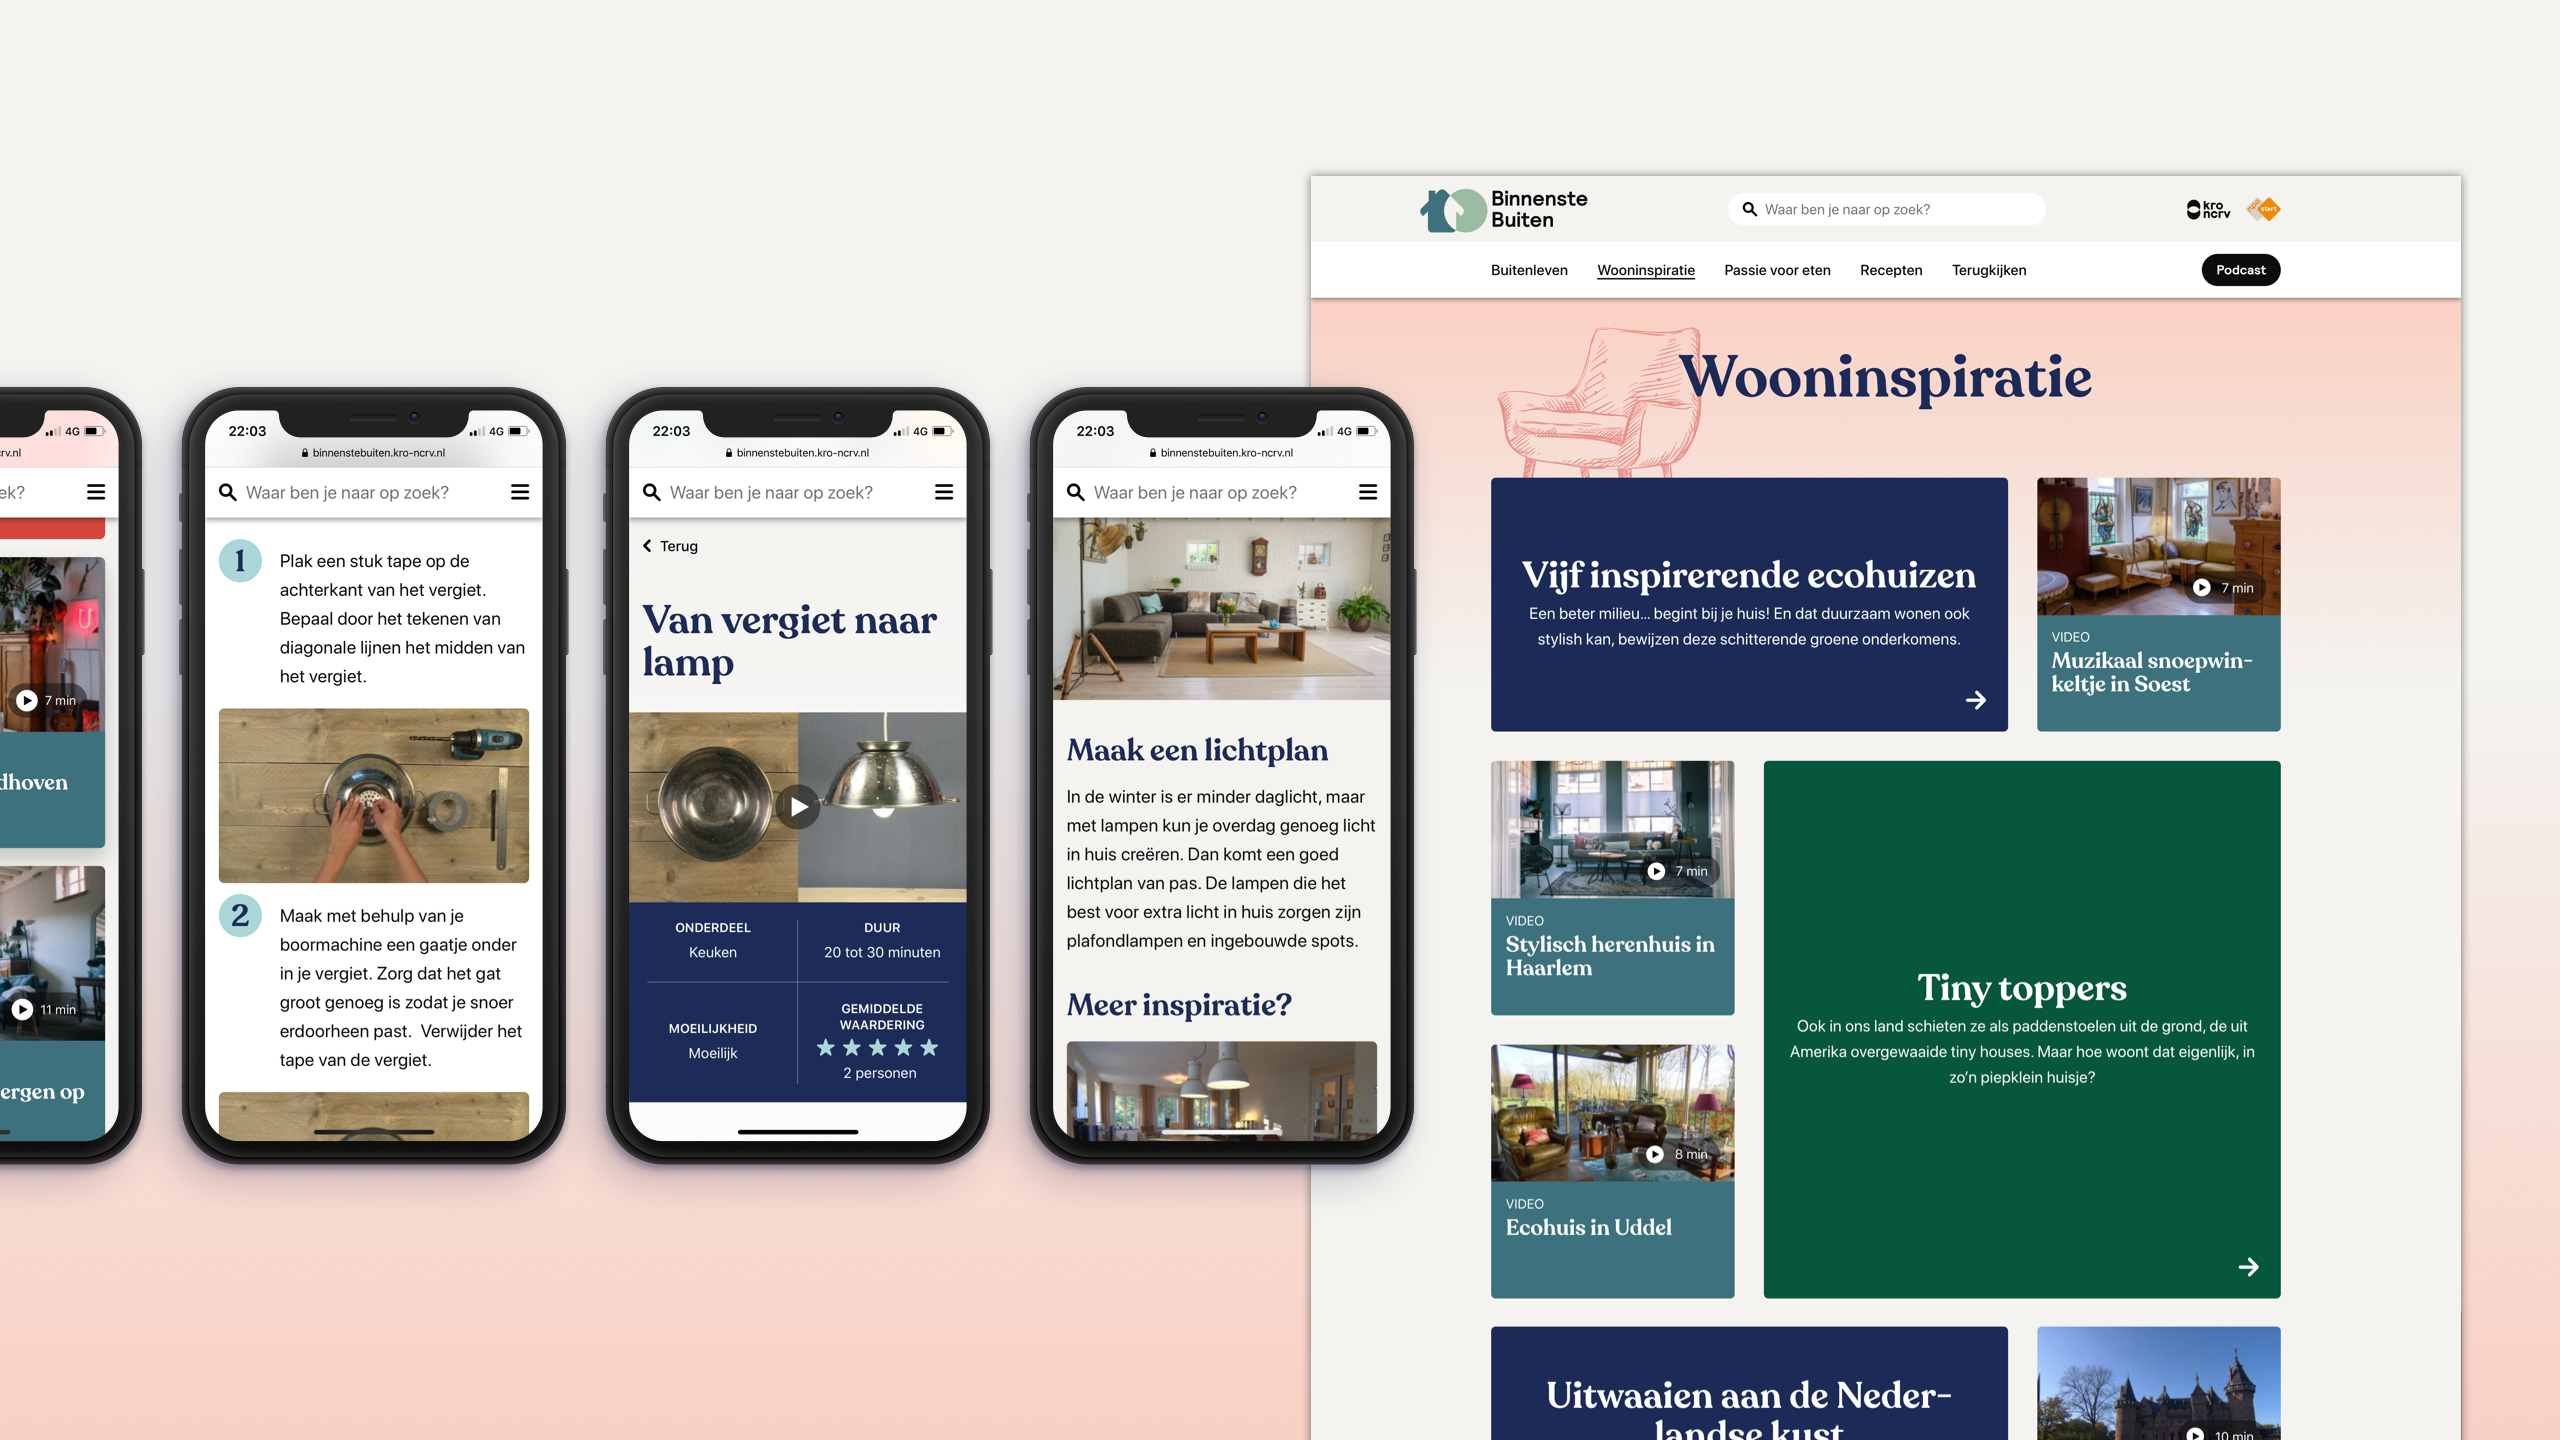 4G
rv.nl
ek?
7 min
dhoven
11 min
ergen op
22:03
4G
binnenstebuiten.kro-ncrv.nl
Waar ben je naar op zoek?
1
Plak een stuk tape op de
achterkant van het vergiet.
Bepaal door het tekenen van
diagonale lijnen het midden van
het vergiet.
2
Maak met behulp van je
boormachine een gaatje onder
in je vergiet. Zorg dat het gat
groot genoeg is zodat je snoer
erdoorheen past. Verwijder het
tape van de vergiet.
22:03
4G
binnenstebuiten.kro-ncrv.nl
Waar ben je naar op zoek?
Terug
Van vergiet naar
lamp
ONDERDEEL
Keuken
DUUR
20 tot 30 minuten
MOEILIJKHEID
Moeilijk
GEMIDDELDE
WAARDERING
2 personen
22:03
4G
binnenstebuiten.kro-ncrv.nl
Waar ben je naar op zoek?
Maak een lichtplan
In de winter is er minder daglicht, maar
met lampen kun je overdag genoeg licht
in huis creëren. Dan komt een goed
lichtplan van pas. De lampen die het
best voor extra licht in huis zorgen zijn
plafondlampen en ingebouwde spots.
Meer inspiratie?
Binnenste
Buiten
Waar ben je naar op zoek?
kro
ncrv
npo
start
Buitenleven Wooninspiratie Passie voor eten Recepten Terugkijken Podcast
Wooninspiratie
Vijf inspirerende ecohuizen
Een beter milieu... begint bij je huis! En dat duurzaam wonen ook
stylish kan, bewijzen deze schitterende groene onderkomens.
7 min
VIDEO
Muzikaal snoepwin-
keltje in Soest
7 min
VIDEO
Stylisch herenhuis in
Haarlem
Tiny toppers
Ook in ons land schieten ze als paddenstoelen uit de grond, de uit
Amerika overgewaaide tiny houses. Maar hoe woont dat eigenlijk, in
zo'n piepklein huisje?
8 min
VIDEO
Ecohuis in Uddel
Uitwaaien aan de Neder-
landse kust
10 min